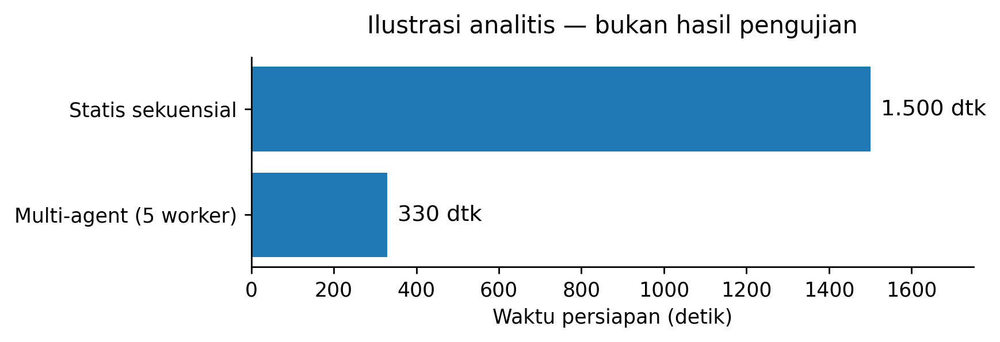 Ilustrasi analitis — bukan hasil pengujian
Statis sekuensial
1.500 dtk
Multi-agent (5 worker)
330 dtk
0 200 400 600 800 1000 1200 1400 1600
Waktu persiapan (detik)